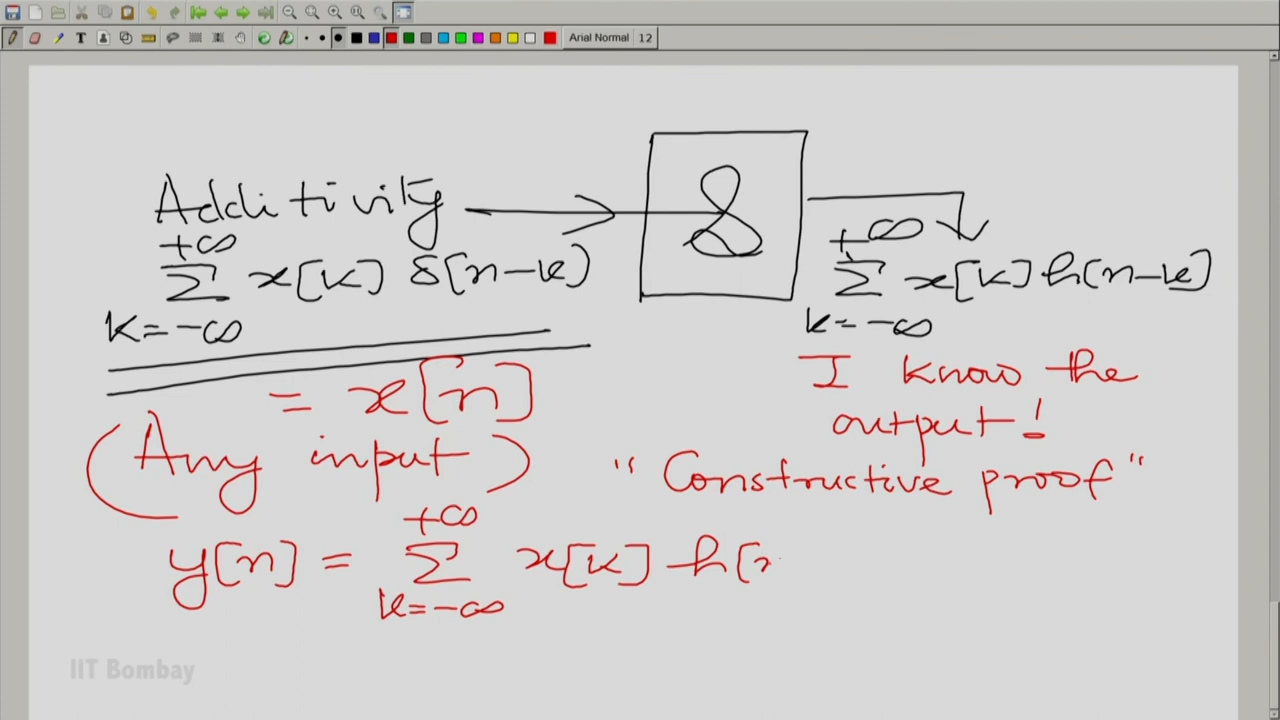 Arial Normal 12
Additivity
+∞
Σ x[k] δ[n-k]
k=-∞
S
+∞
Σ x[k] h[n-k]
k=-∞
= x[n]
(Any input)
I know the
output!
"Constructive proof"
+∞
y[n] = Σ x[k] h[
k=-∞
IIT Bombay